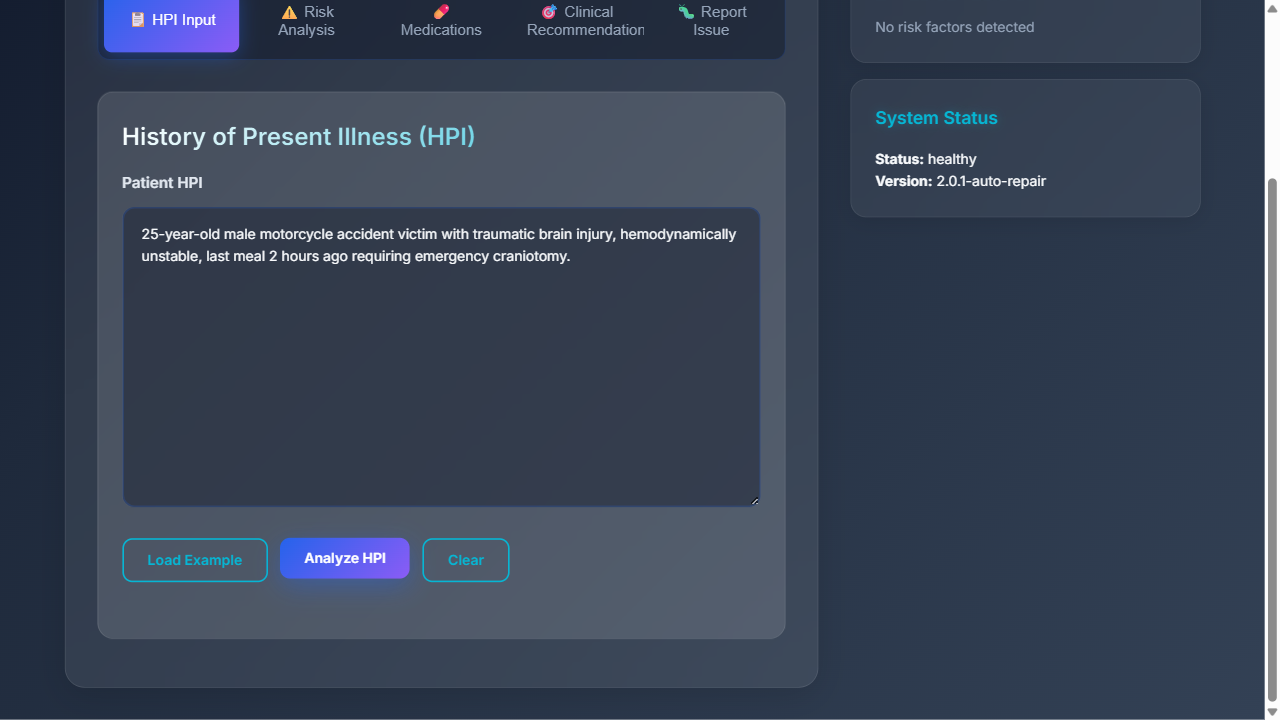 📋 HPI Input
⚠️ Risk
Analysis
💊
Medications
🎯 Clinical
Recommendation
🐛 Report
Issue
History of Present Illness (HPI)
Patient HPI
25-year-old male motorcycle accident victim with traumatic brain injury, hemodynamically
unstable, last meal 2 hours ago requiring emergency craniotomy.
Load Example
Analyze HPI
Clear
No risk factors detected
System Status
Status: healthy
Version: 2.0.1-auto-repair